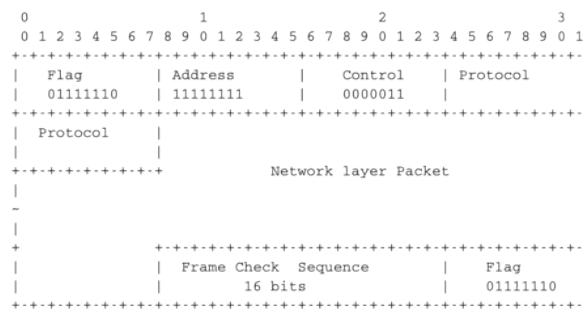 0 1 2 3
0 1 2 3 4 5 6 7 8 9 0 1 2 3 4 5 6 7 8 9 0 1 2 3 4 5 6 7 8 9 0 1
Flag Address Control Protocol
01111110 11111111 0000011
Protocol
Network layer Packet
Frame Check Sequence Flag
16 bits 01111110